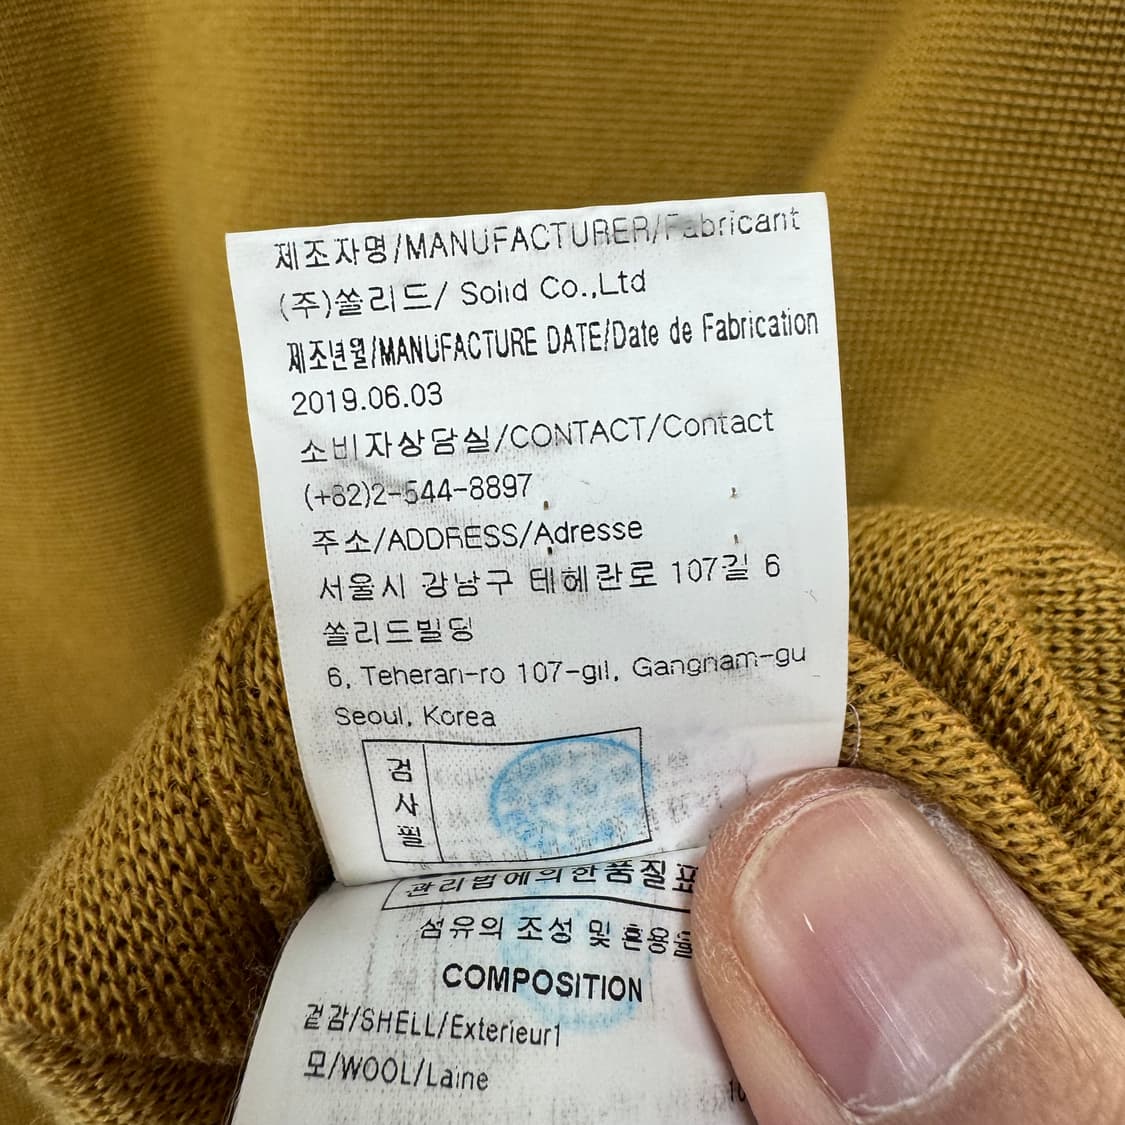 제조자명/MANUFACTURER/Fabricant
(주)쏠리드/ Solid Co.,Ltd
제조년월/MANUFACTURE DATE/Date de Fabrication
2019.06.03
소비자상담실/CONTACT/Contact
(+82)2-544-8897
주소/ADDRESS/Adresse
서울시 강남구 테헤란로 107길 6
쏠리드빌딩
6, Teheran-ro 107-gil, Gangnam-gu
Seoul, Korea
검사필
관리법에의한품질표
섬유의 조성 및 혼용율
COMPOSITION
겉감/SHELL/Exterieur1
모/WOOL/Laine